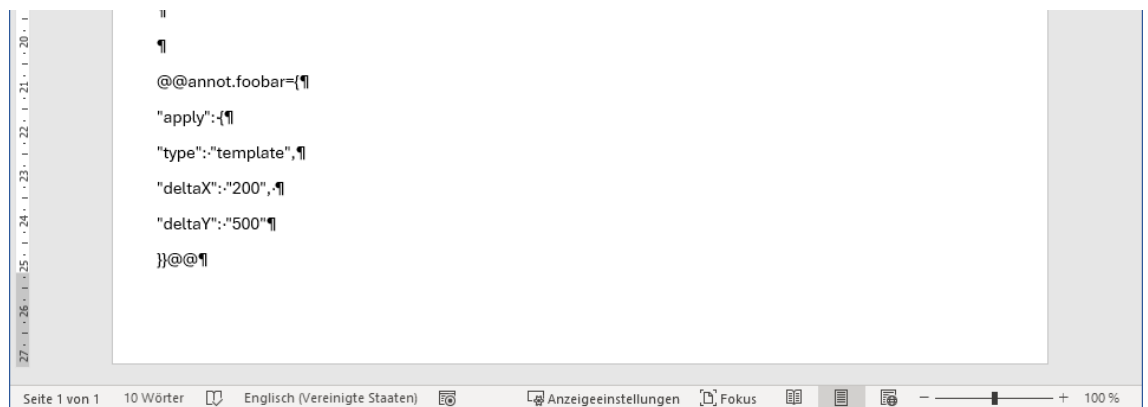 ¶
¶
@@annot.foobar={¶
"apply":·{¶
"type":·"template",¶
"deltaX":·"200",·¶
"deltaY":·"500"¶
}}@@¶
20
21
22
23
24
25
26
27
Seite 1 von 1 10 Wörter Englisch (Vereinigte Staaten) Anzeigeeinstellungen Fokus − + 100 %